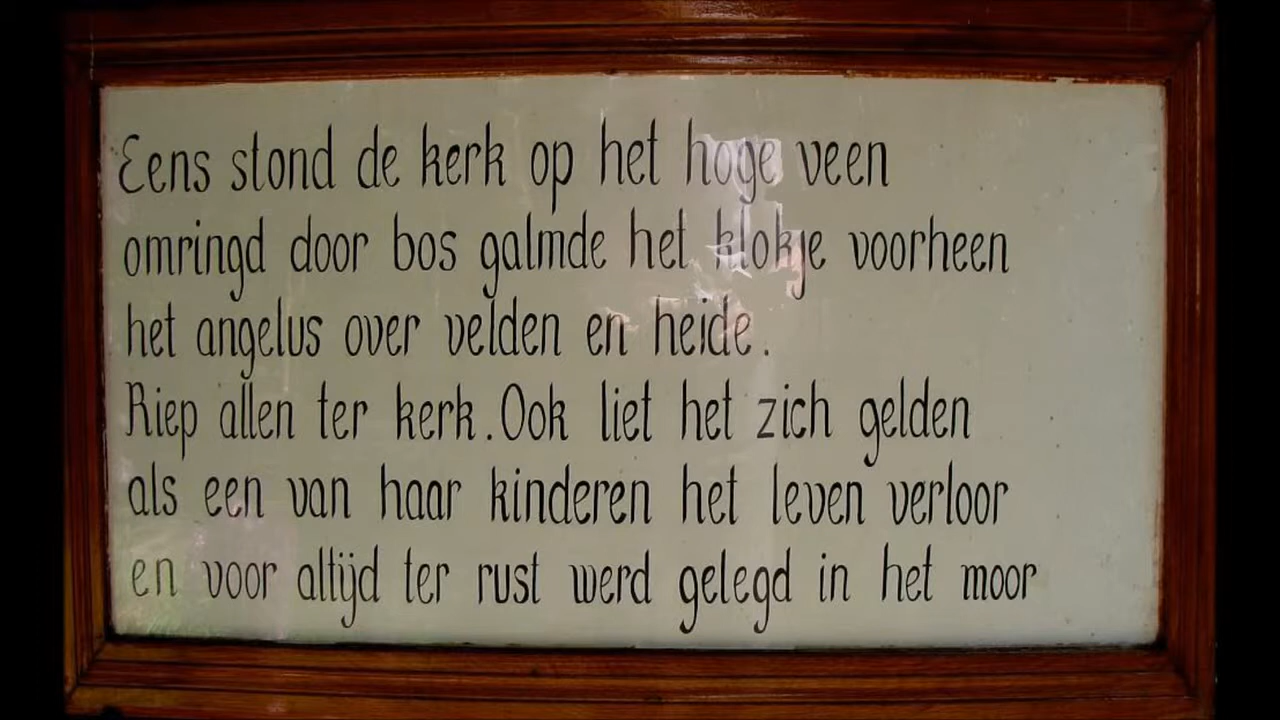 Eens stond de kerk op het hoge veen
omringd door bos galmde het klokje voorheen
het angelus over velden en heide.
Riep allen ter kerk. Ook liet het zich gelden
als een van haar kinderen het leven verloor
en voor altijd ter rust werd gelegd in het moor